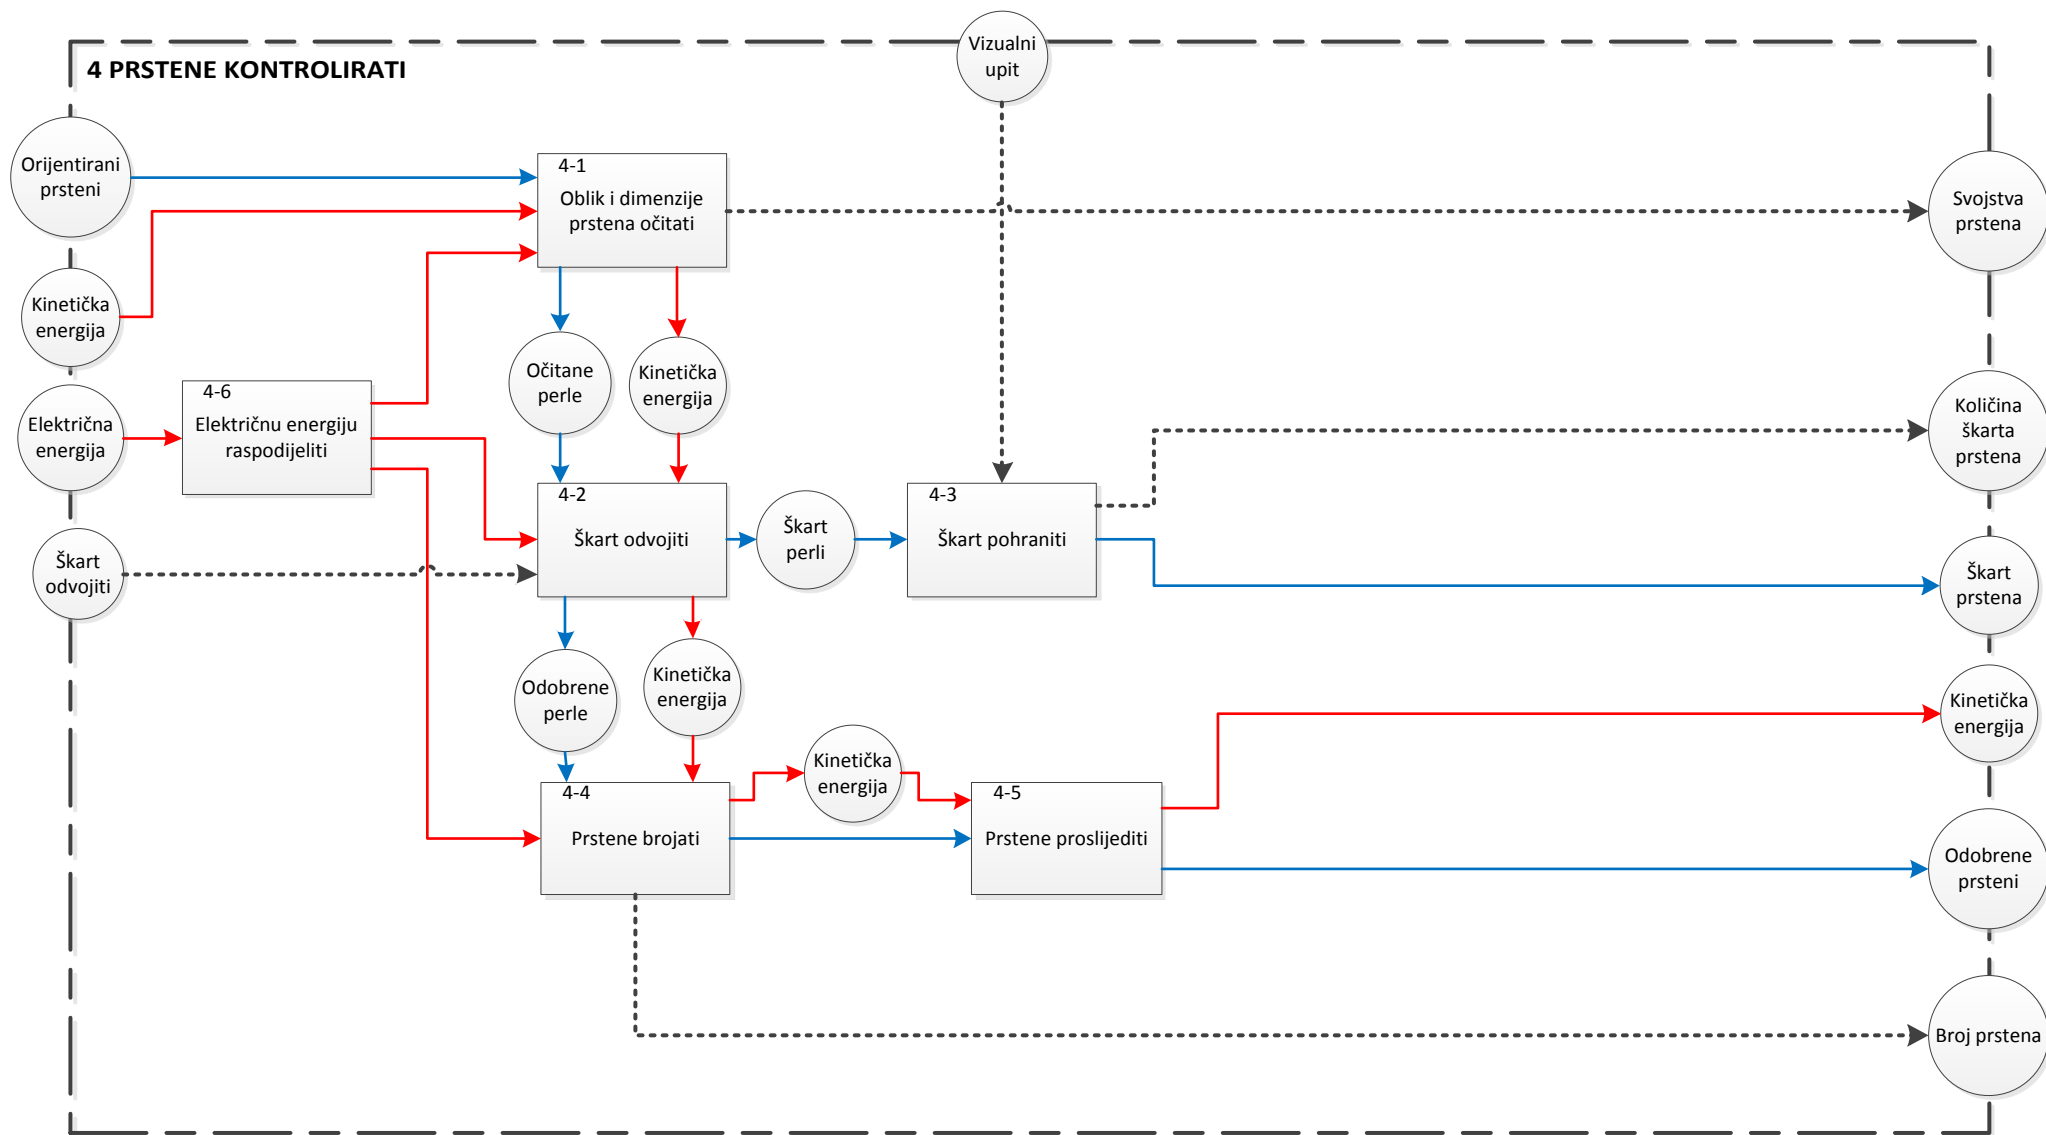 Vizualni
upit
4 PRSTENE KONTROLIRATI
Orijentirani
prsteni
4-1
Oblik i dimenzije
prstena očitati
Svojstva
prstena
Kinetička
energija
Očitane
perle
Kinetička
energija
Električna
energija
4-6
Električnu energiju
raspodijeliti
Količina
škarta
prstena
Škart
odvojiti
4-2
Škart odvojiti
Škart
perli
4-3
Škart pohraniti
Škart
prstena
Odobrene
perle
Kinetička
energija
Kinetička
energija
Kinetička
energija
4-4
Prstene brojati
4-5
Prstene proslijediti
Odobrene
prsteni
Broj prstena